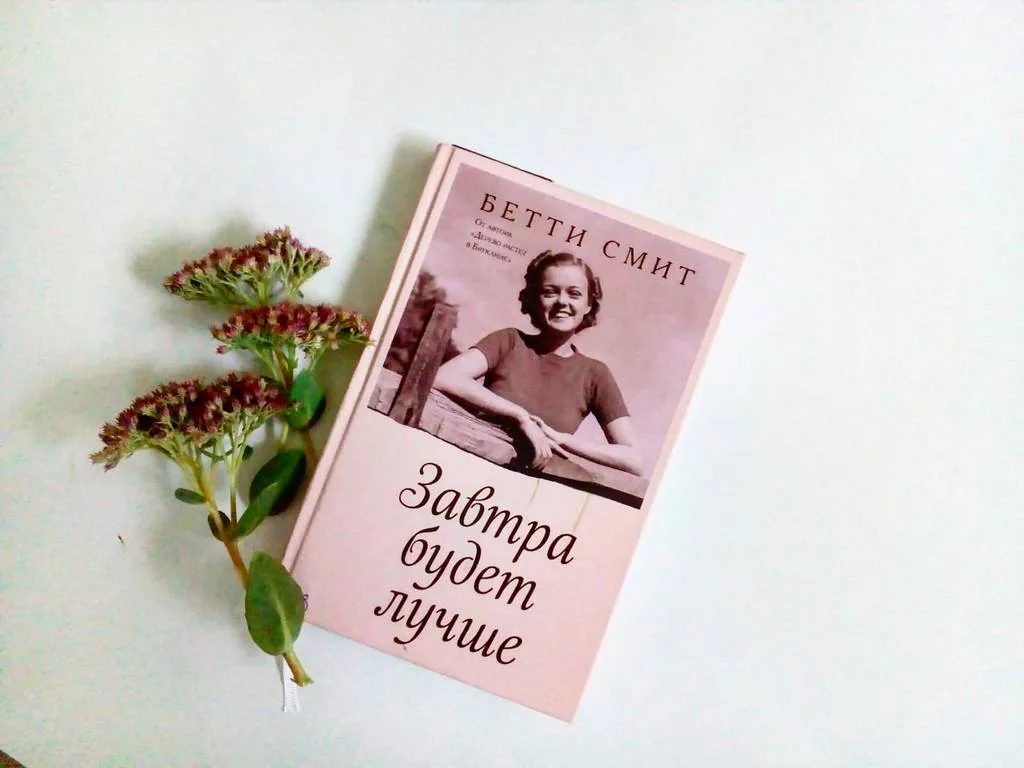 БЕТТИ СМИТ
От автора
«Дерево растет
в Бруклине»
Завтра
будет
лучше